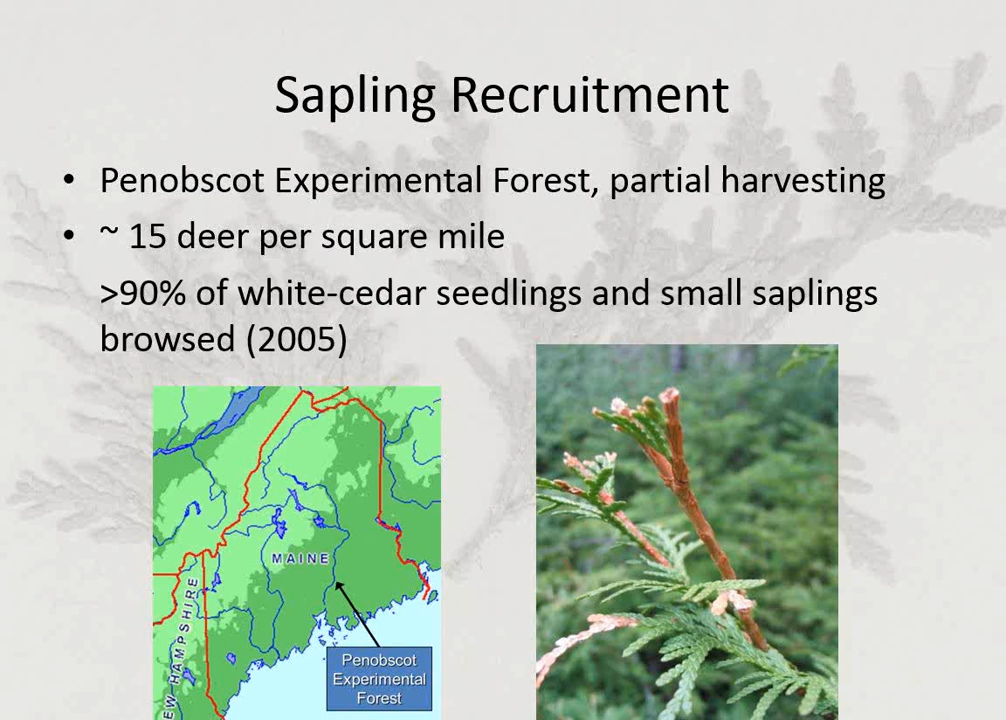 Sapling Recruitment
• Penobscot Experimental Forest, partial harvesting
• ~ 15 deer per square mile
>90% of white-cedar seedlings and small saplings
browsed (2005)
MAINE
EW HAMPSHIRE
Penobscot
Experimental
Forest